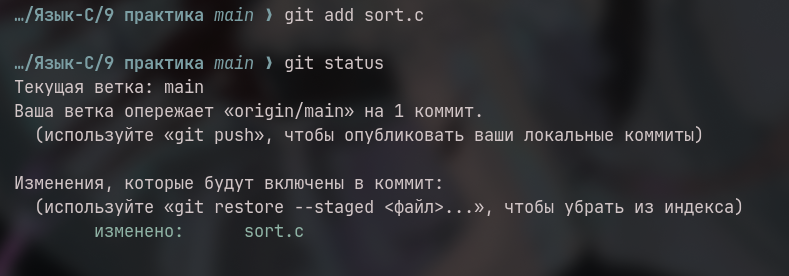 …/Язык-C/9 практика main ❯ git add sort.c
…/Язык-C/9 практика main ❯ git status
Текущая ветка: main
Ваша ветка опережает «origin/main» на 1 коммит.
(используйте «git push», чтобы опубликовать ваши локальные коммиты)
Изменения, которые будут включены в коммит:
(используйте «git restore --staged <файл>...», чтобы убрать из индекса)
изменено:      sort.c